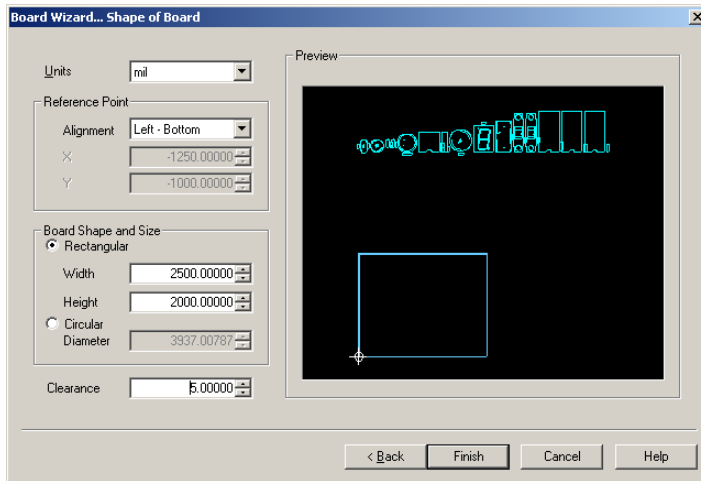 Board Wizard... Shape of Board
Units
mil
Reference Point
Alignment
Left - Bottom
X
-1250.00000
Y
-1000.00000
Board Shape and Size
Rectangular
Width
2500.00000
Height
2000.00000
Circular
Diameter
3937.00787
Clearance
5.00000
Preview
< Back
Finish
Cancel
Help